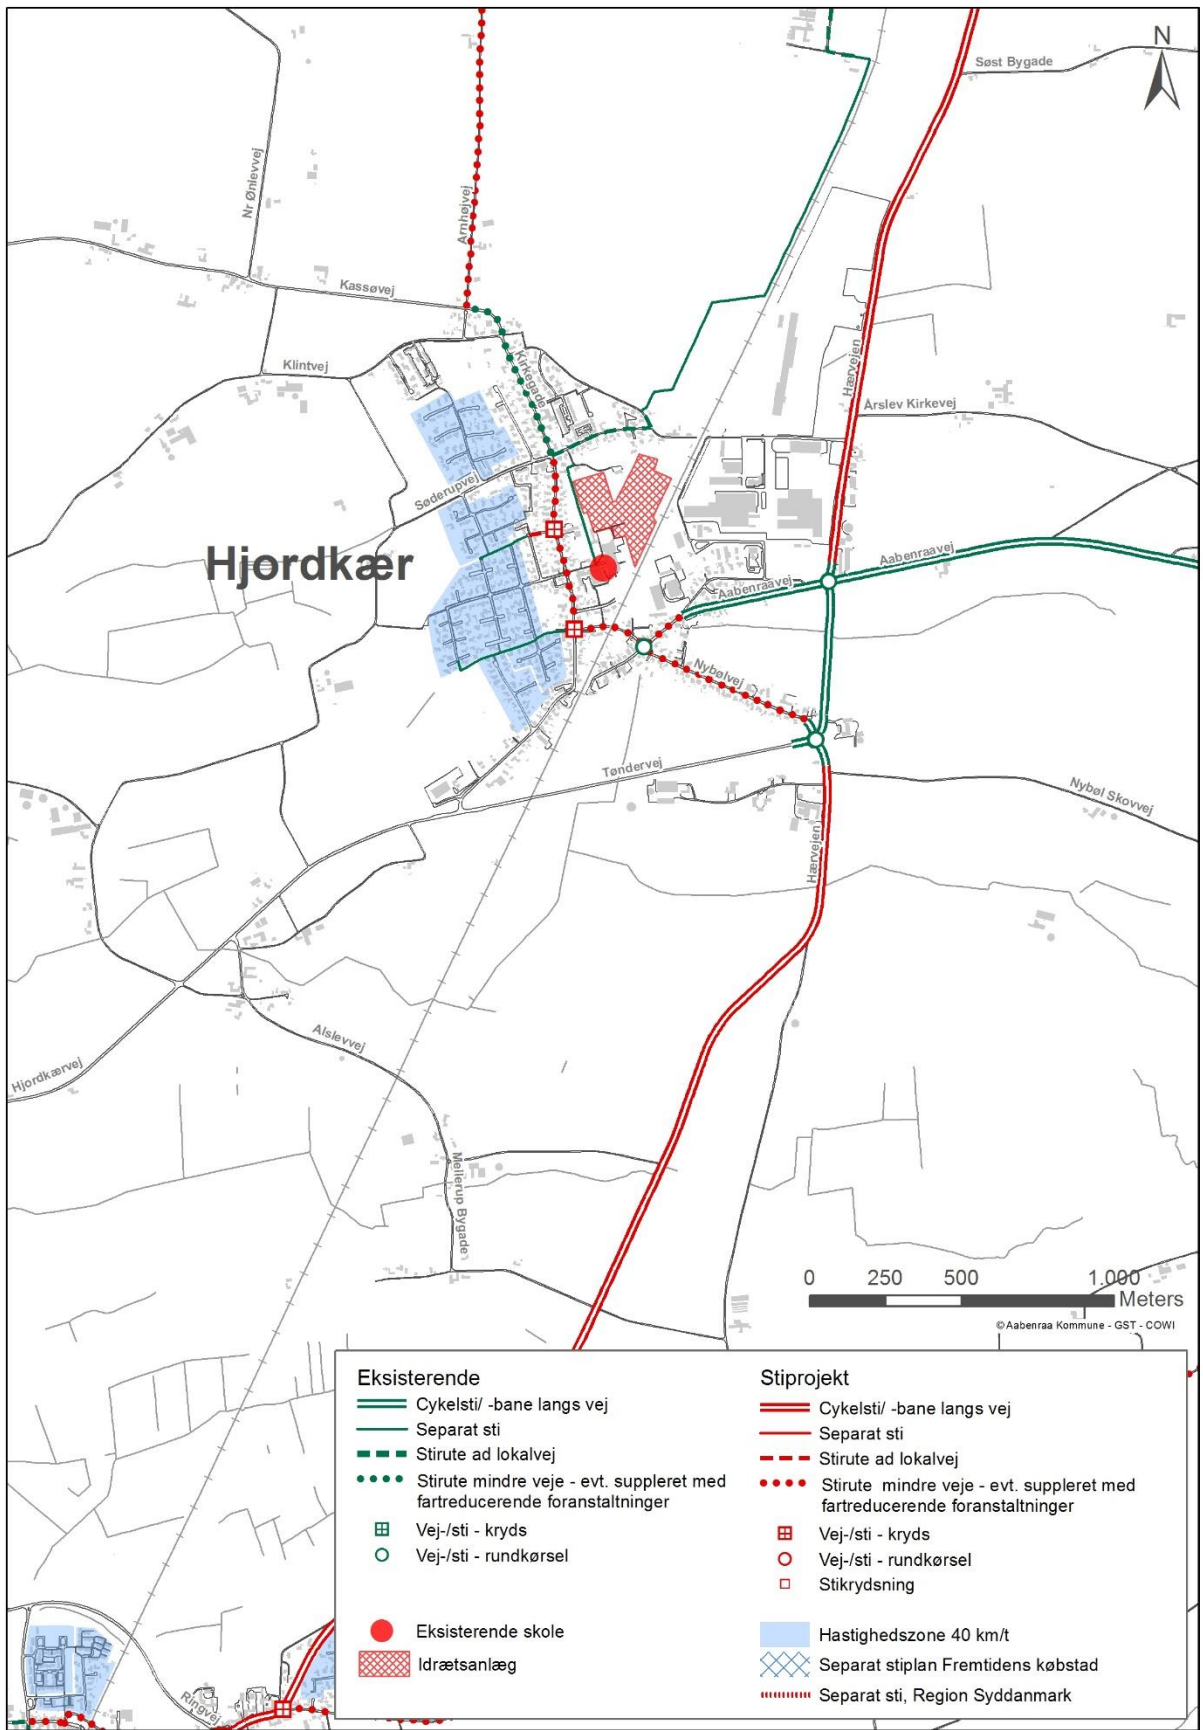 N
Søst Bygade
Nr Ønlevvej
Arnhøjvej
Kassøvej
Klintvej
Kirkegade
Hærvejen
Årslev Kirkevej
Søderupvej
Hjordkær
Aabenraavej
Aabenraavej
Nybølvej
Tøndervej
Nybøl Skovvej
Hærvejen
Alslevvej
Hjordkærvej
Mellerup Bygade
0 250 500 1.000
Meters
© Aabenraa Kommune - GST - COWI
Eksisterende
Cykelsti/ -bane langs vej
Separat sti
Stirute ad lokalvej
Stirute mindre veje - evt. suppleret med
fartreducerende foranstaltninger
Vej-/sti - kryds
Vej-/sti - rundkørsel
Eksisterende skole
Idrætsanlæg
Stiprojekt
Cykelsti/ -bane langs vej
Separat sti
Stirute ad lokalvej
Stirute mindre veje - evt. suppleret med
fartreducerende foranstaltninger
Vej-/sti - kryds
Vej-/sti - rundkørsel
Stikrydsning
Hastighedszone 40 km/t
Separat stiplan Fremtidens købstad
Separat sti, Region Syddanmark
Ringvej